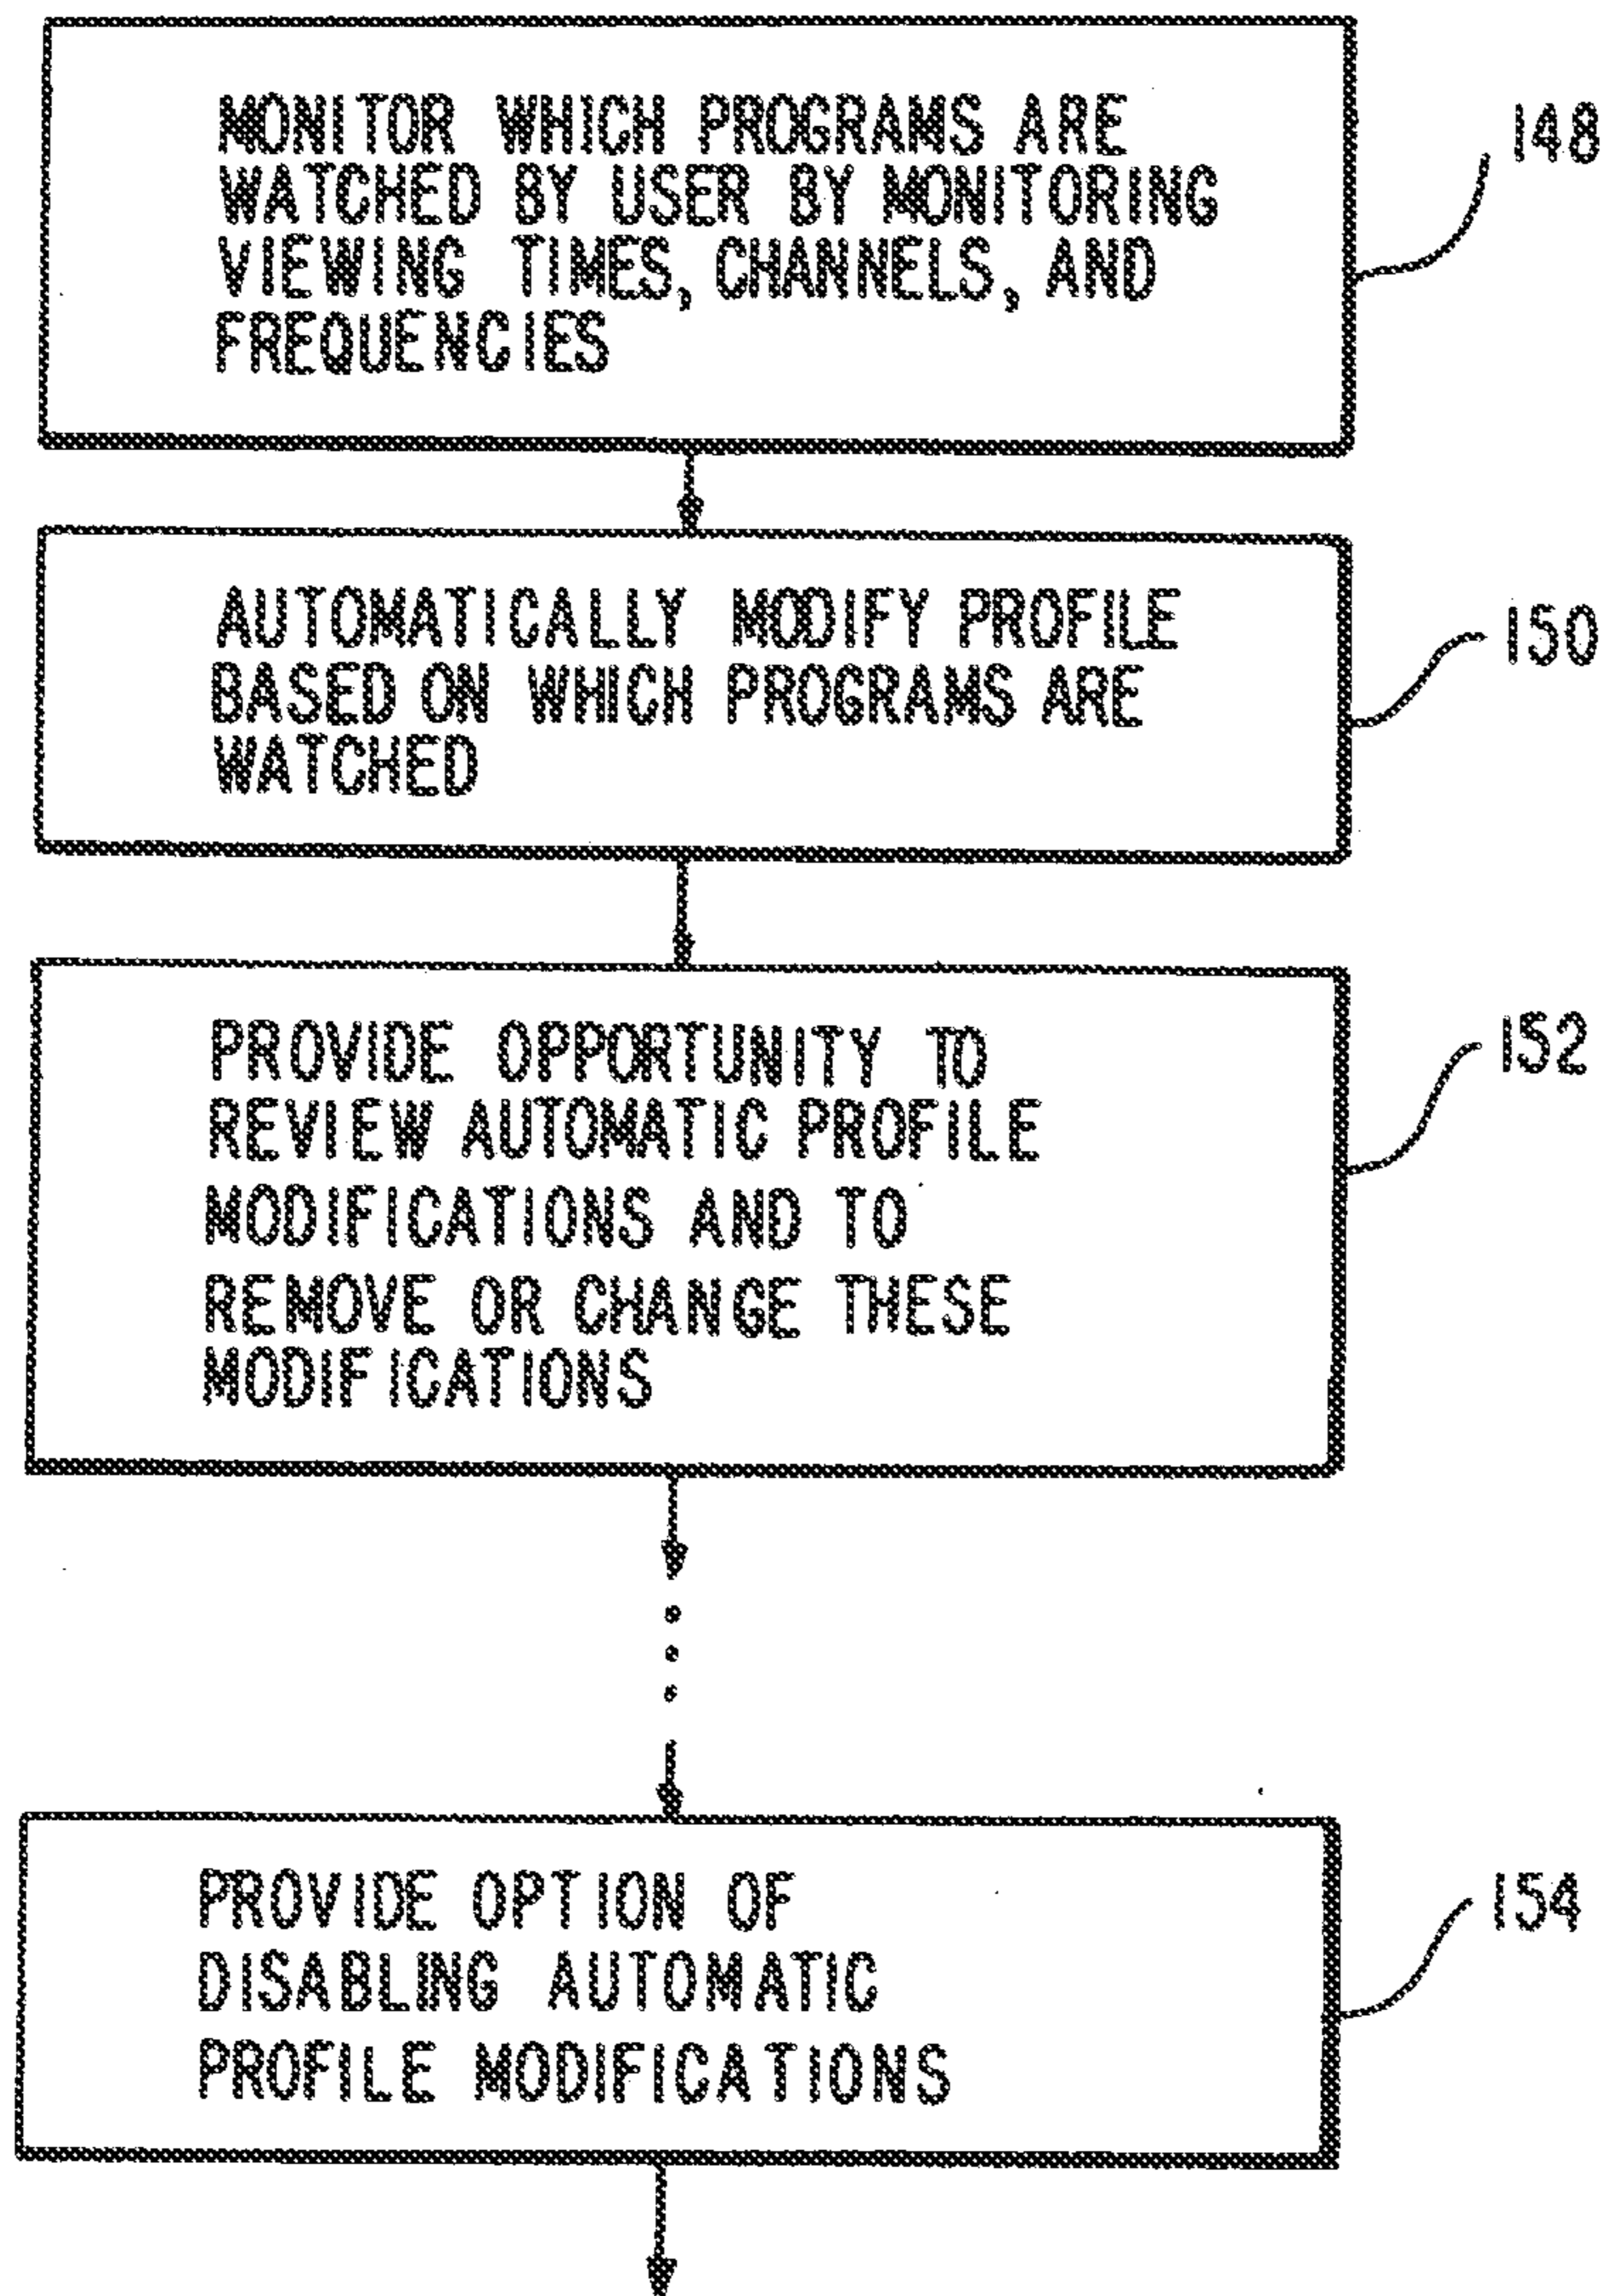 MONITOR WHICH PROGRAMS ARE
WATCHED BY USER BY MONITORING
VIEWING TIMES, CHANNELS, AND
FREQUENCIES
148
AUTOMATICALLY MODIFY PROFILE
BASED ON WHICH PROGRAMS ARE
WATCHED
150
PROVIDE OPPORTUNITY TO
REVIEW AUTOMATIC PROFILE
MODIFICATIONS AND TO
REMOVE OR CHANGE THESE
MODIFICATIONS
152
PROVIDE OPTION OF
DISABLING AUTOMATIC
PROFILE MODIFICATIONS
154